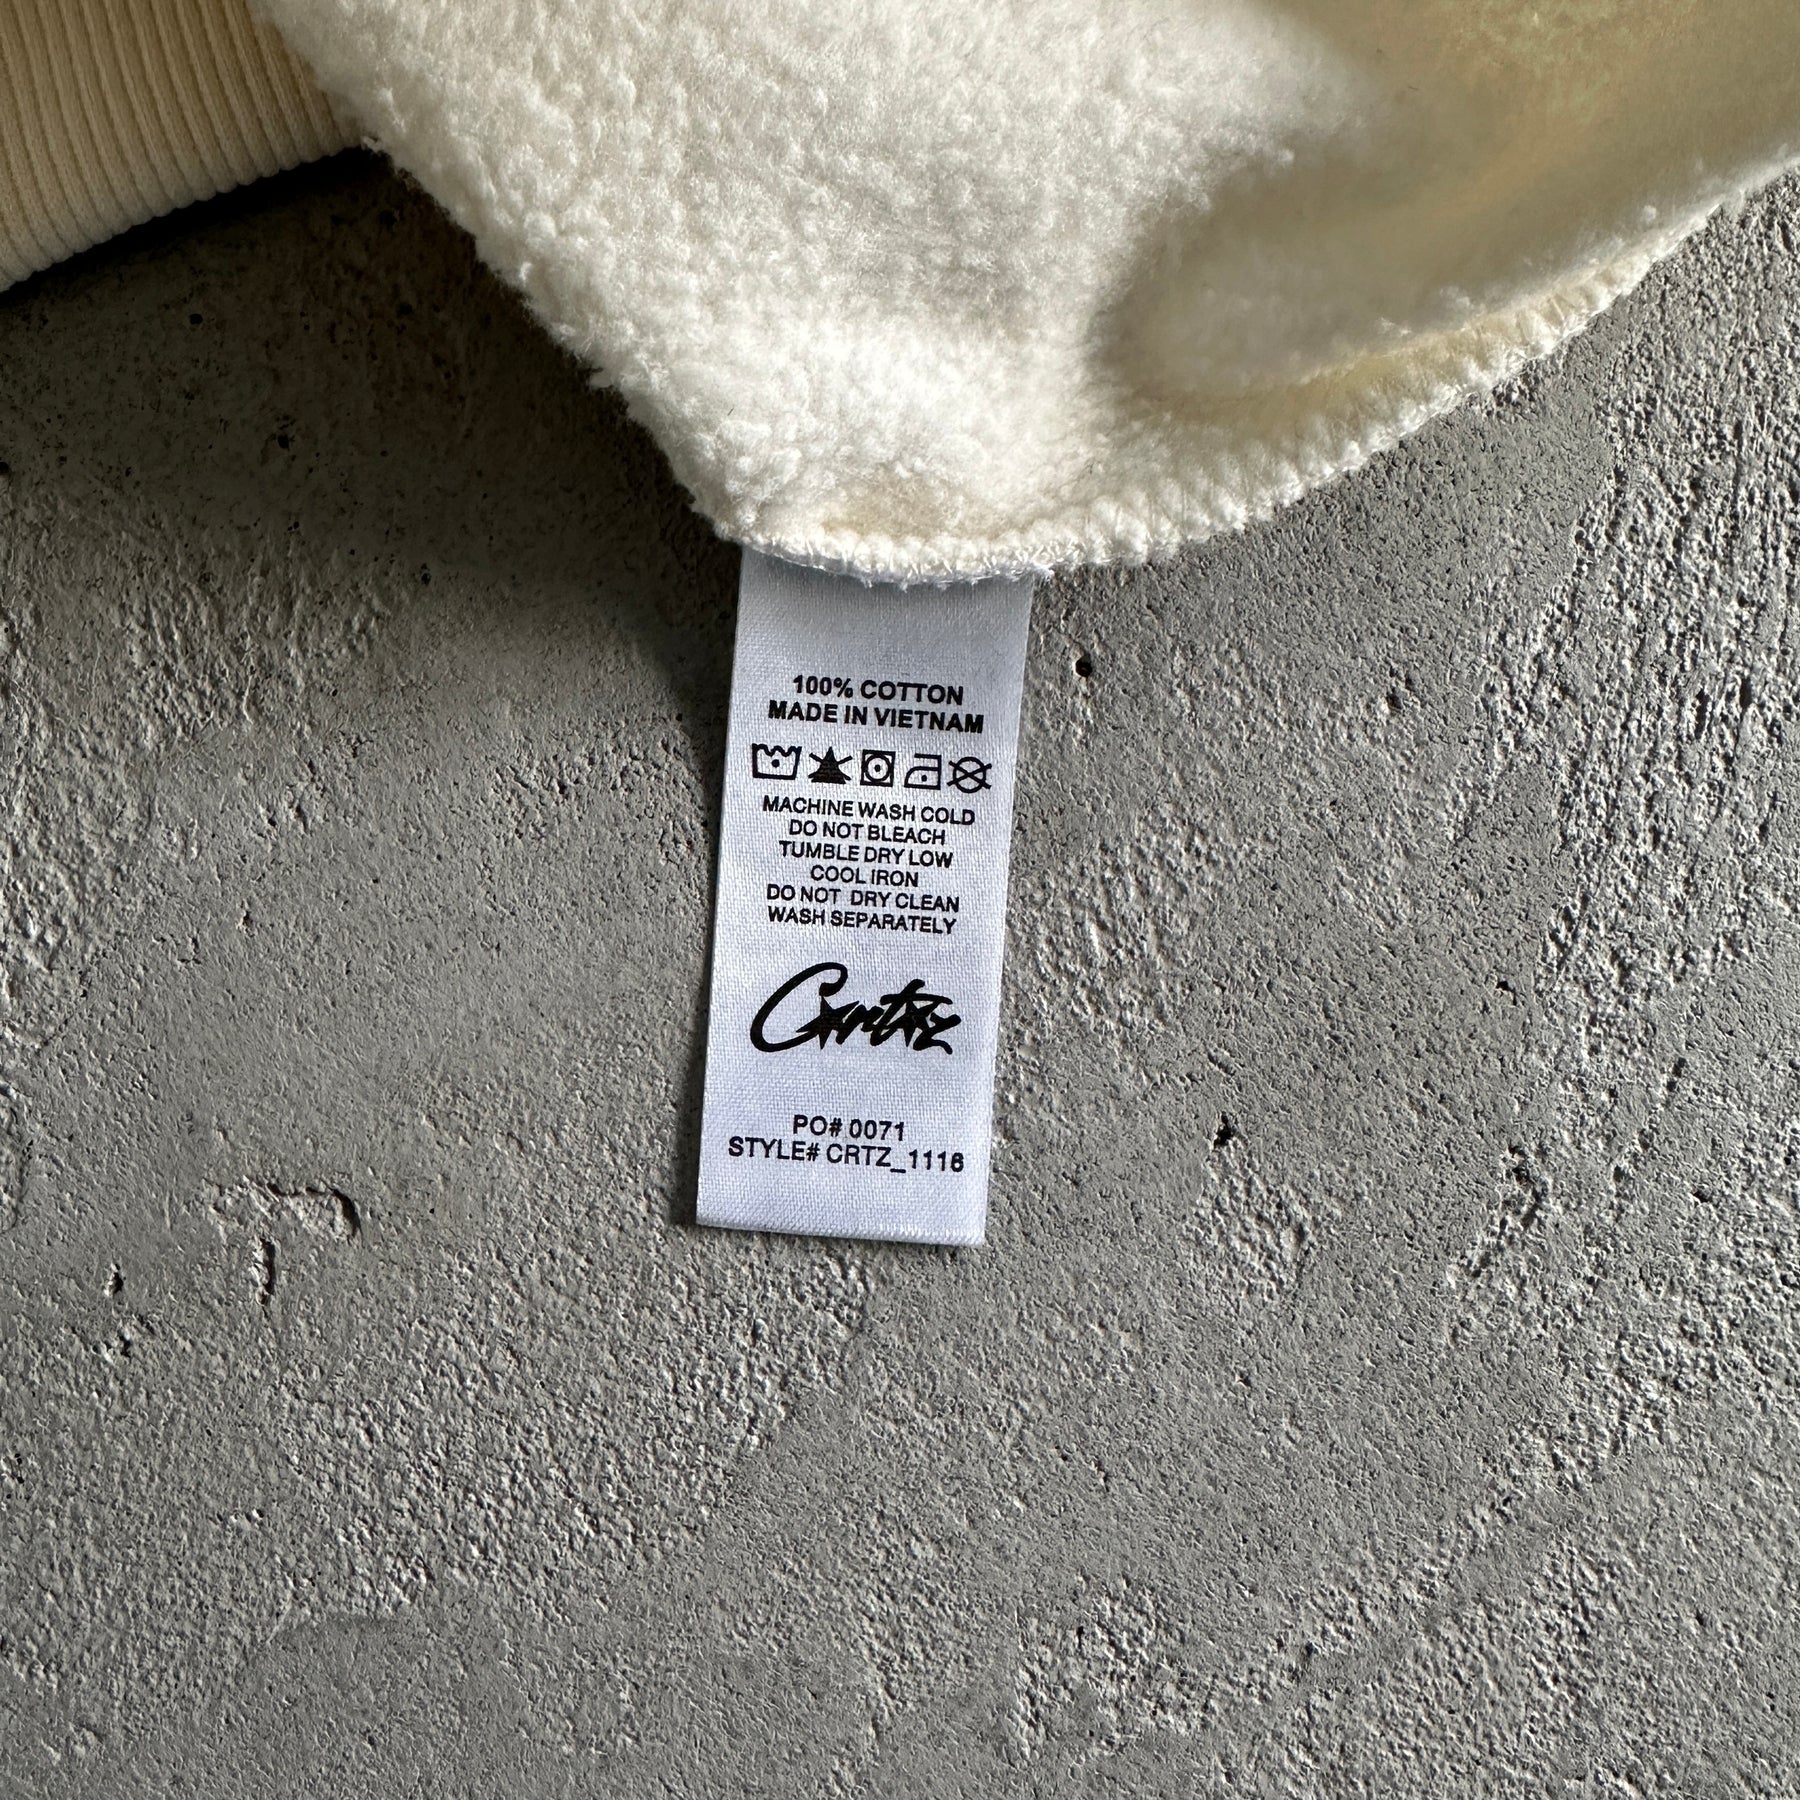 100% COTTON
MADE IN VIETNAM
MACHINE WASH COLD
DO NOT BLEACH
TUMBLE DRY LOW
COOL IRON
DO NOT DRY CLEAN
WASH SEPARATELY
Crtz
PO# 0071
STYLE# CRTZ_1116